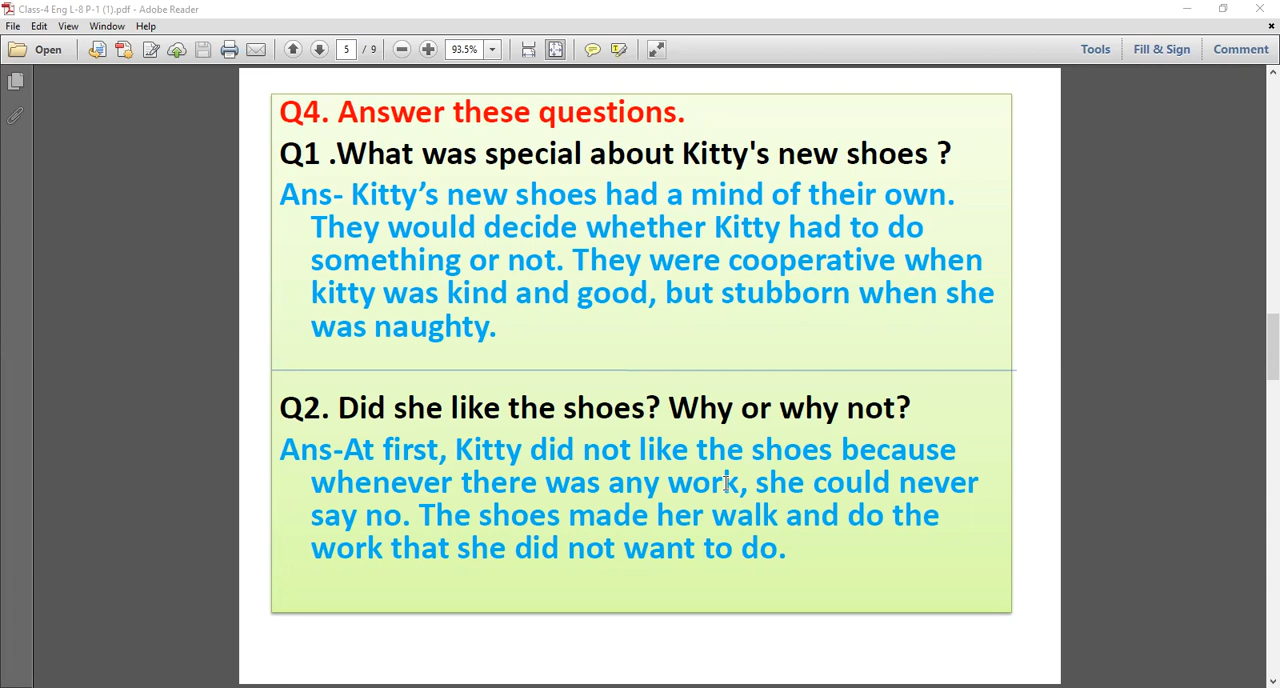 Class-4 Eng L-8 P-1 (1).pdf - Adobe Reader
File Edit View Window Help
Open 5 / 9 93.5% Tools Fill & Sign Comment
Q4. Answer these questions.
Q1 .What was special about Kitty's new shoes ?
Ans- Kitty’s new shoes had a mind of their own.
They would decide whether Kitty had to do
something or not. They were cooperative when
kitty was kind and good, but stubborn when she
was naughty.
Q2. Did she like the shoes? Why or why not?
Ans-At first, Kitty did not like the shoes because
whenever there was any work, she could never
say no. The shoes made her walk and do the
work that she did not want to do.